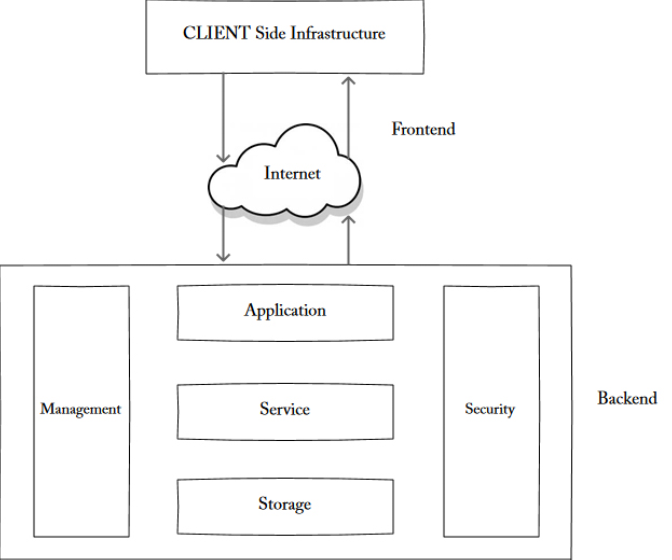 CLIENT Side Infrastructure
Frontend
Internet
Application
Management
Service
Security
Backend
Storage